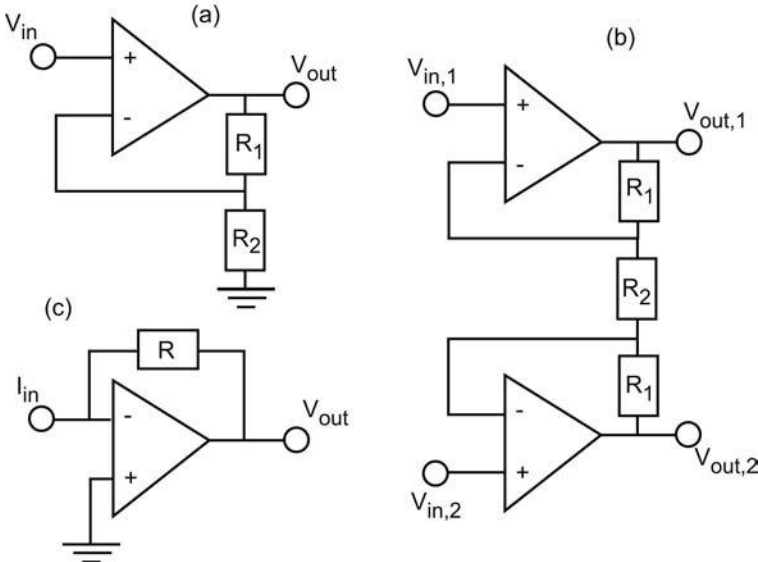 (a)
V_in
+
-
V_out
R_1
R_2
(b)
V_in,1
+
-
V_out,1
R_1
R_2
R_1
-
+
V_in,2
V_out,2
(c)
R
I_in
-
+
V_out